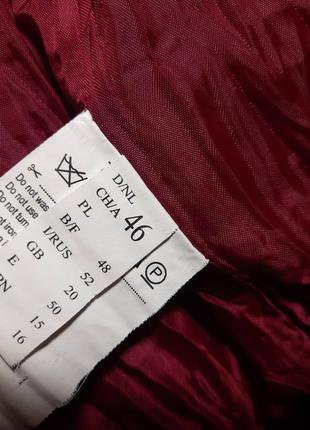 Do not was
Do not use
Do not tum
not iron
D/NL
CH/A 46
PL
B/F 48
I/RUS 52
GB 20
E 50
PN 15
16
P